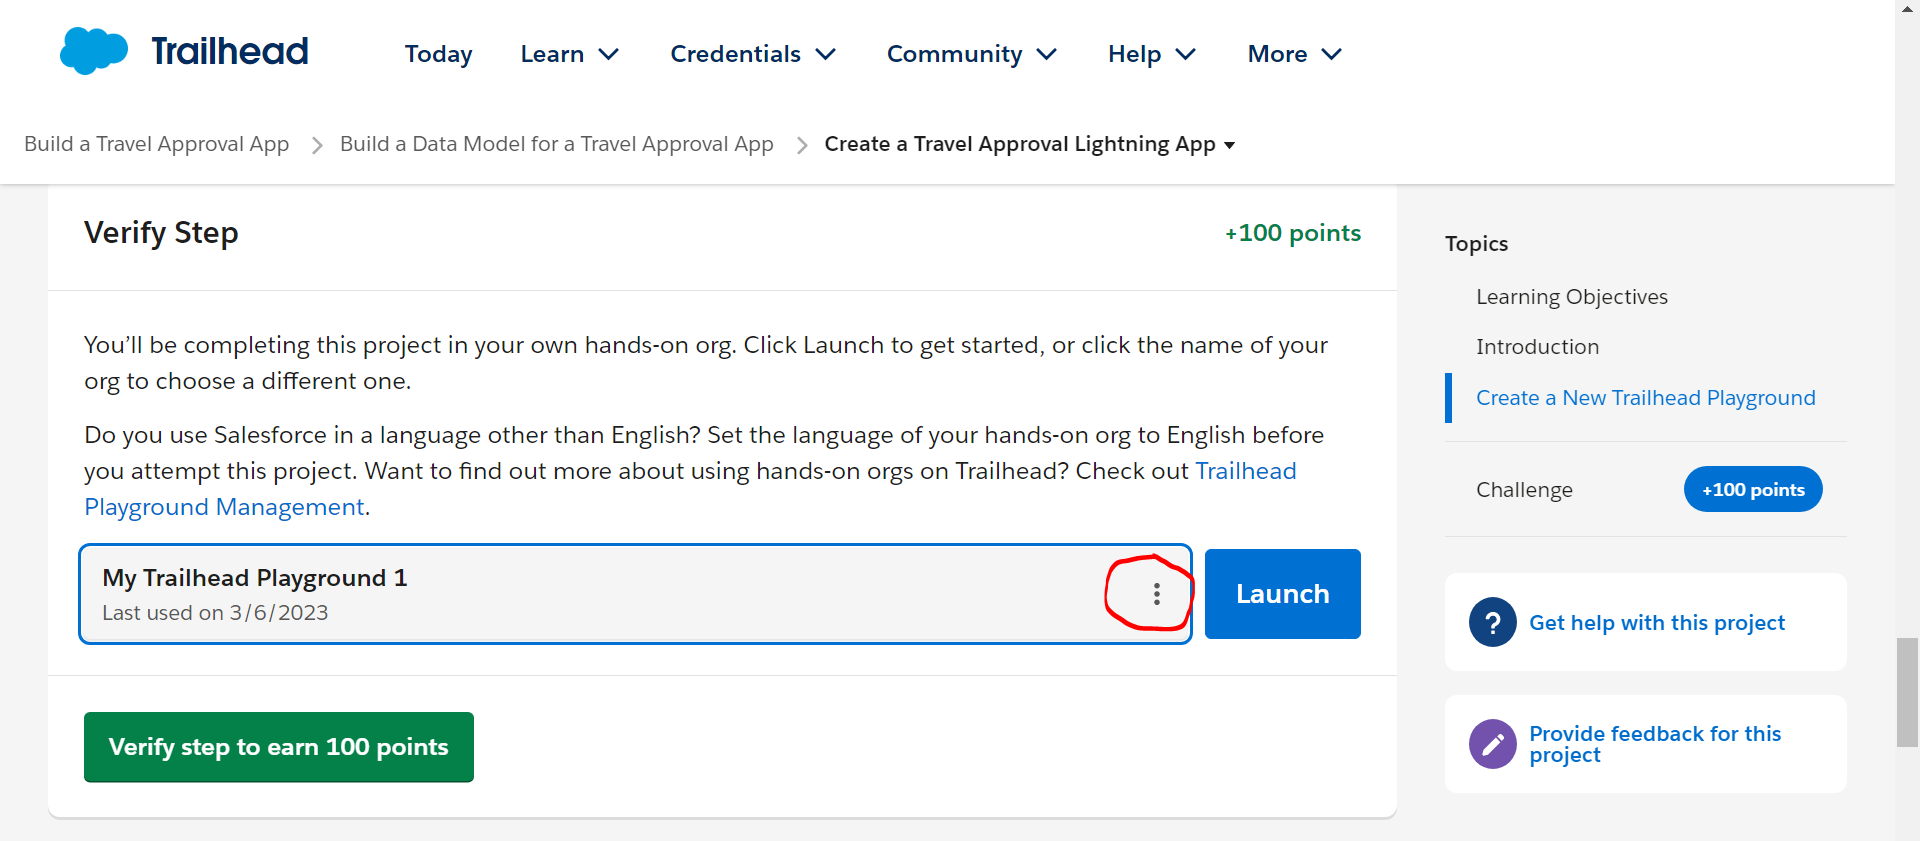 Trailhead
Today Learn Credentials Community Help More
Build a Travel Approval App Build a Data Model for a Travel Approval App Create a Travel Approval Lightning App
Verify Step +100 points
You'll be completing this project in your own hands-on org. Click Launch to get started, or click the name of your
org to choose a different one.
Do you use Salesforce in a language other than English? Set the language of your hands-on org to English before
you attempt this project. Want to find out more about using hands-on orgs on Trailhead? Check out Trailhead
Playground Management.
My Trailhead Playground 1
Last used on 3/6/2023
Launch
Verify step to earn 100 points
Topics
Learning Objectives
Introduction
Create a New Trailhead Playground
Challenge +100 points
? Get help with this project
Provide feedback for this
project